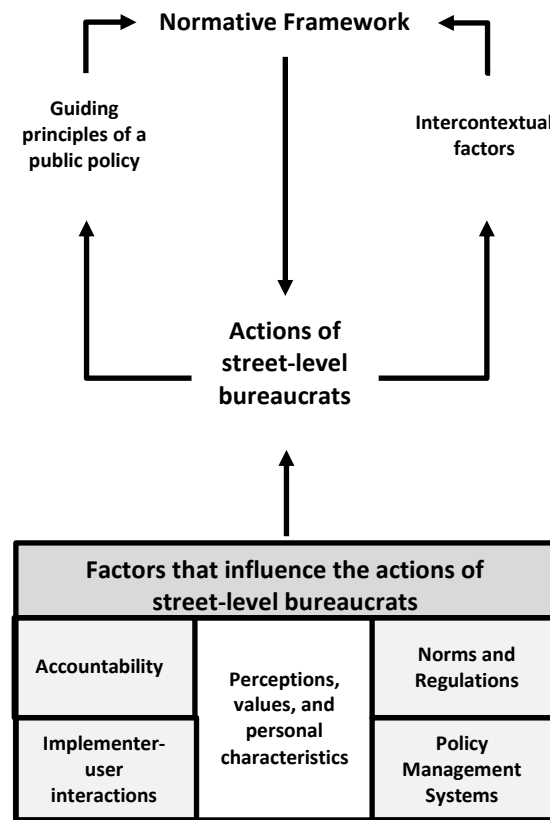 Normative Framework
Guiding
principles of a
public policy
Intercontextual
factors
Actions of
street-level
bureaucrats
Factors that influence the actions of
street-level bureaucrats
Accountability
Perceptions,
values, and
personal
characteristics
Norms and
Regulations
Implementer-
user
interactions
Policy
Management
Systems